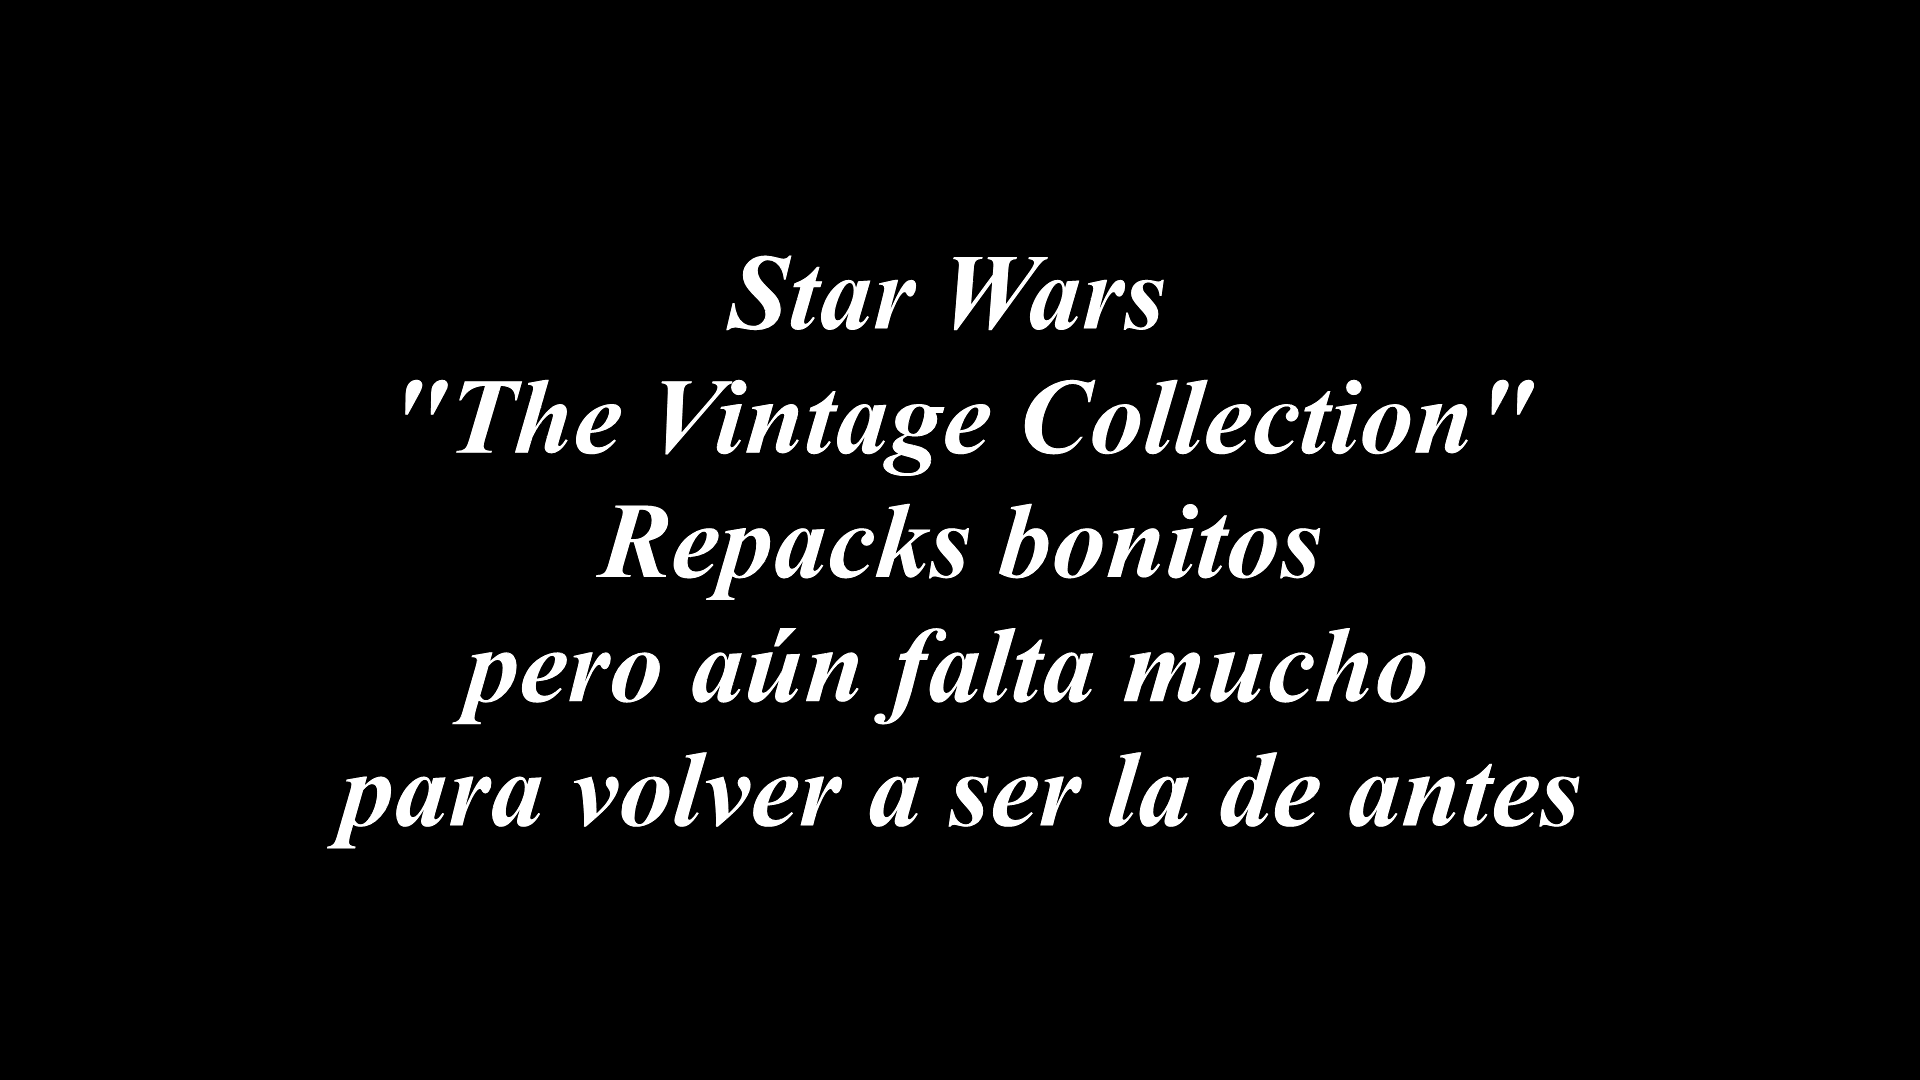 Star Wars
"The Vintage Collection"
Repacks bonitos
pero aún falta mucho
para volver a ser la de antes